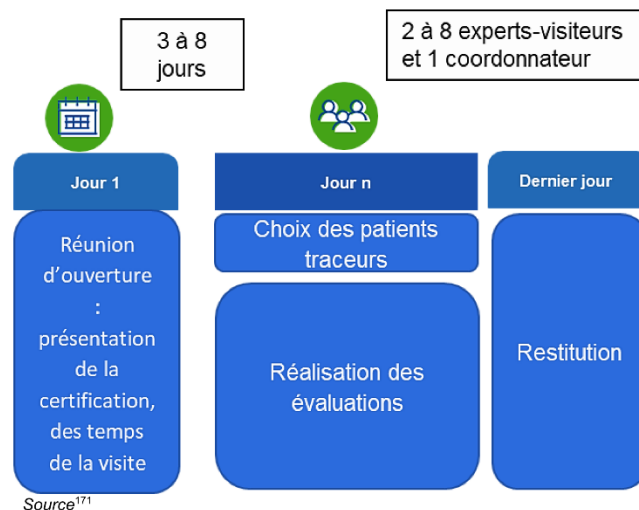 3 à 8
jours
2 à 8 experts-visiteurs
et 1 coordonnateur
Jour 1
Jour n
Dernier jour
Réunion
d'ouverture
:
présentation
de la
certification,
des temps
de la visite
Choix des patients
traceurs
Réalisation des
évaluations
Restitution
Source171